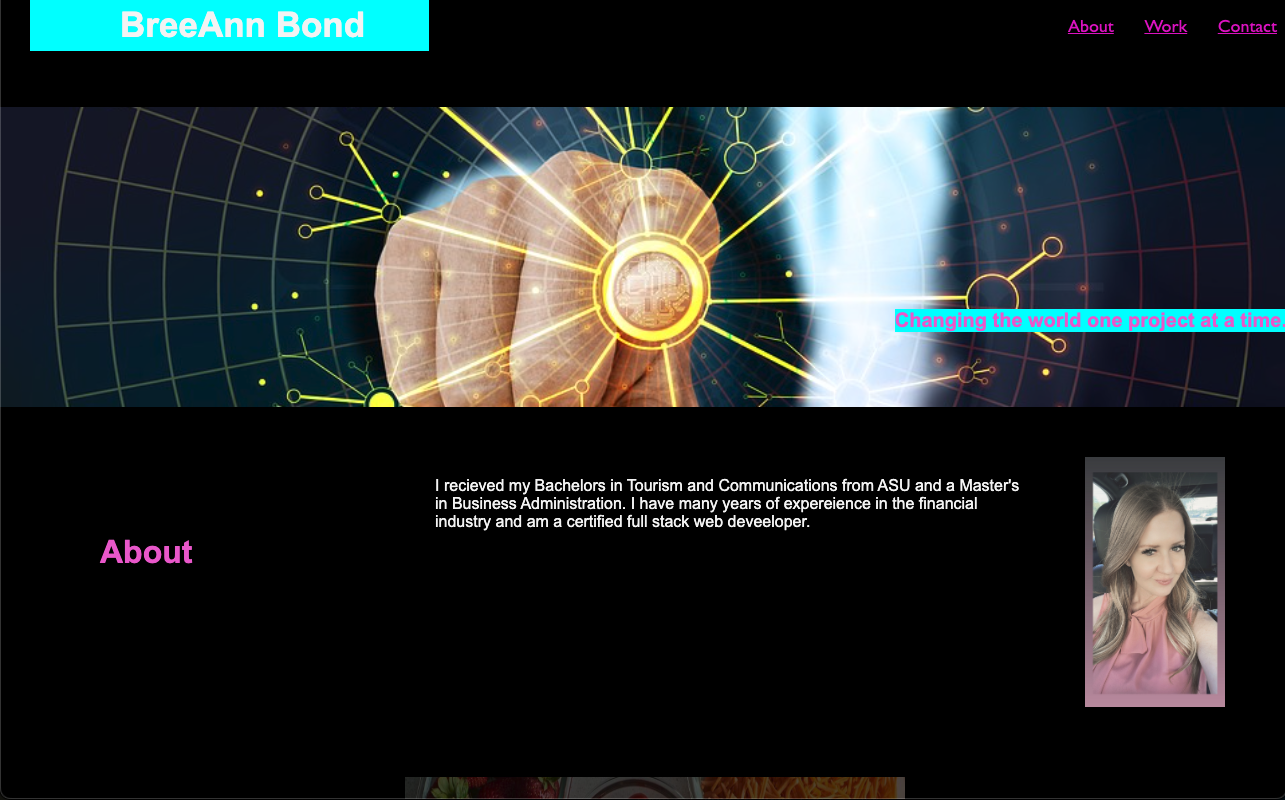 BreeAnn Bond
About Work Contact
Changing the world one project at a time.
I recieved my Bachelors in Tourism and Communications from ASU and a Master's
in Business Administration. I have many years of expereience in the financial
industry and am a certified full stack web deveeloper.
About